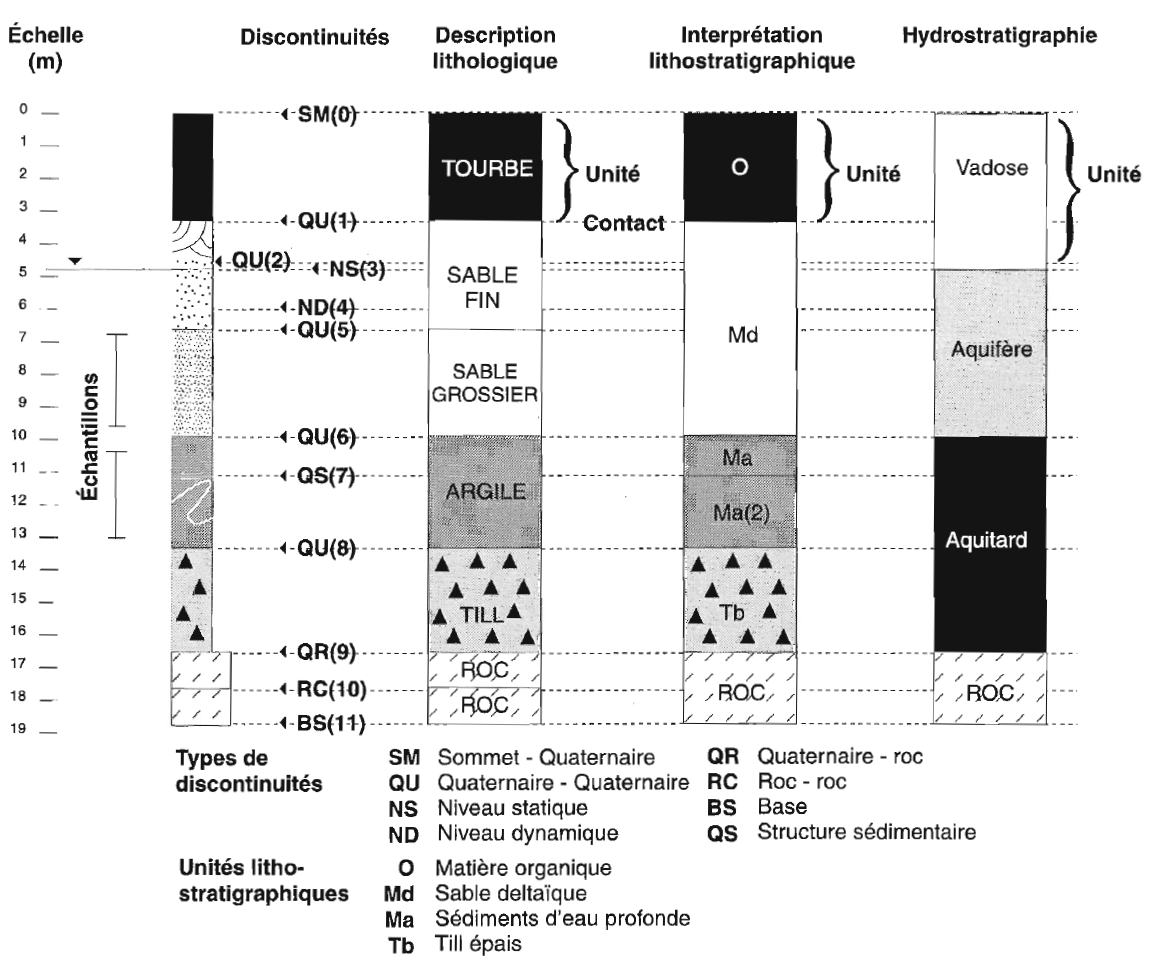 Échelle
(m)
Discontinuités
Description
lithologique
Interprétation
lithostratigraphique
Hydrostratigraphie
0
1
2
3
4
5
6
7
8
9
10
11
12
13
14
15
16
17
18
19
Échantillons
SM(0)
QU(1)
QU(2)
NS(3)
ND(4)
QU(5)
QU(6)
QS(7)
QU(8)
QR(9)
RC(10)
BS(11)
TOURBE
Unité
Contact
SABLE
FIN
SABLE
GROSSIER
ARGILE
TILL
ROC
ROC
O
Unité
Md
Ma
Ma(2)
Tb
ROC
Vadose
Unité
Aquifère
Aquitard
ROC
Types de
discontinuités
SM Sommet - Quaternaire
QU Quaternaire - Quaternaire
NS Niveau statique
ND Niveau dynamique
QR Quaternaire - roc
RC Roc - roc
BS Base
QS Structure sédimentaire
Unités litho-
stratigraphiques
O Matière organique
Md Sable deltaïque
Ma Sédiments d'eau profonde
Tb Till épais